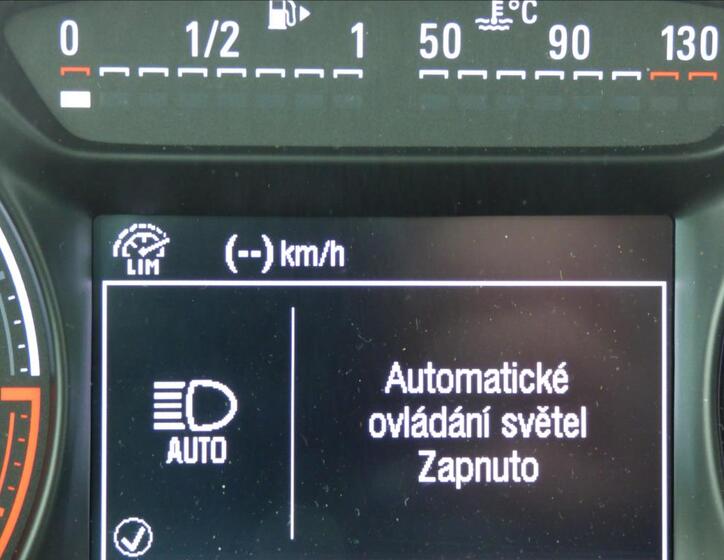 0 1/2 1 50 °C 90 130
LIM (--) km/h
AUTO
Automatické
ovládání světel
Zapnuto